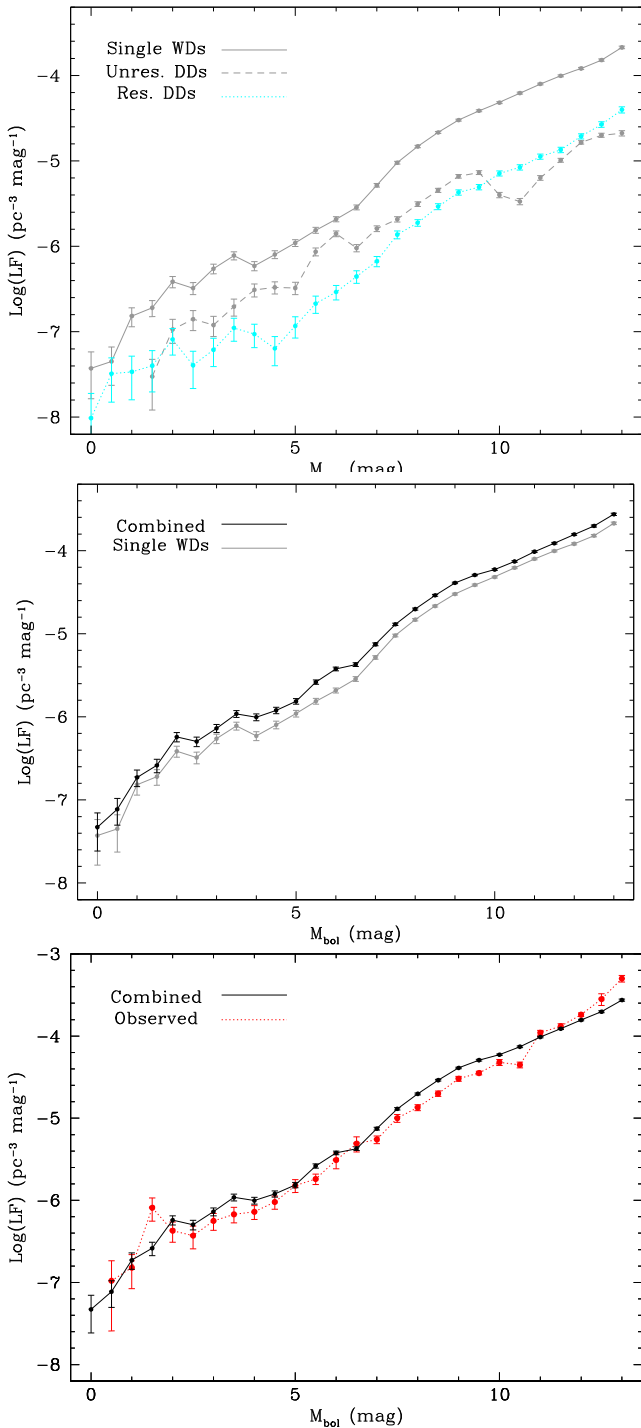 −4
−5
−6
−7
−8
Single WDs
Unres. DDs
Res. DDs
Log(LF) (pc⁻³ mag⁻¹)
0 5 10
M (mag)
−4
−5
−6
−7
−8
Combined
Single WDs
Log(LF) (pc⁻³ mag⁻¹)
0 5 10
M_bol (mag)
−3
−4
−5
−6
−7
−8
Combined
Observed
Log(LF) (pc⁻³ mag⁻¹)
0 5 10
M_bol (mag)